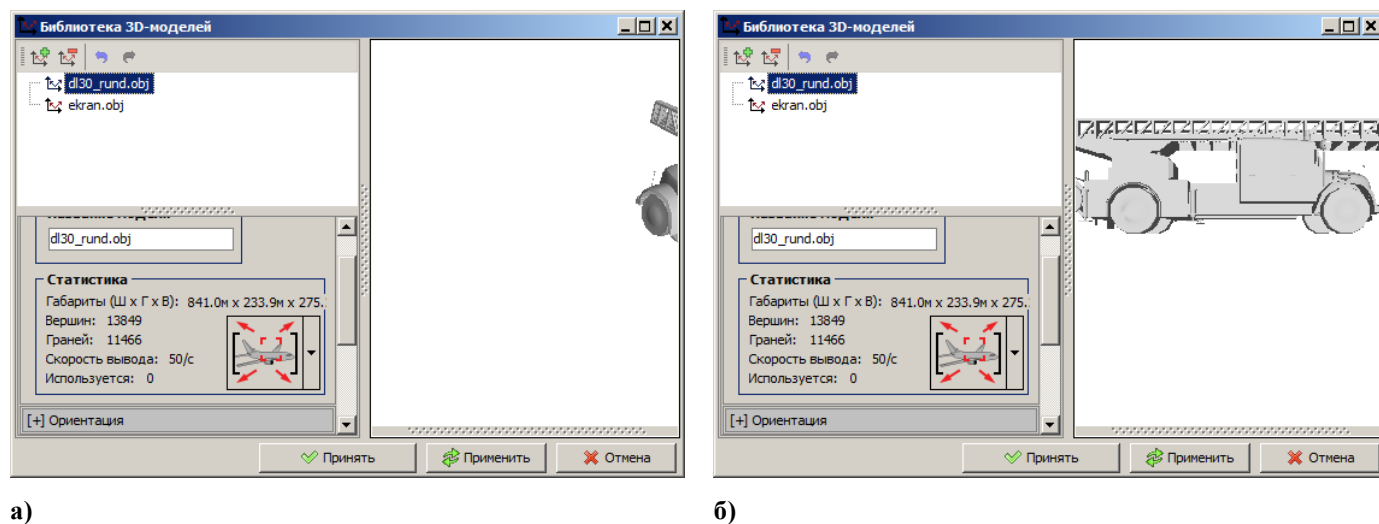 Библиотека 3D-моделей
dl30_rund.obj
ekran.obj
dl30_rund.obj
Статистика
Габариты (Ш x Г x В): 841.0м x 233.9м x 275.
Вершин: 13849
Граней: 11466
Скорость вывода: 50/с
Используется: 0
[+] Ориентация
Принять
Применить
Отмена
а)
Библиотека 3D-моделей
dl30_rund.obj
ekran.obj
dl30_rund.obj
Статистика
Габариты (Ш x Г x В): 841.0м x 233.9м x 275.
Вершин: 13849
Граней: 11466
Скорость вывода: 50/с
Используется: 0
[+] Ориентация
Принять
Применить
Отмена
б)